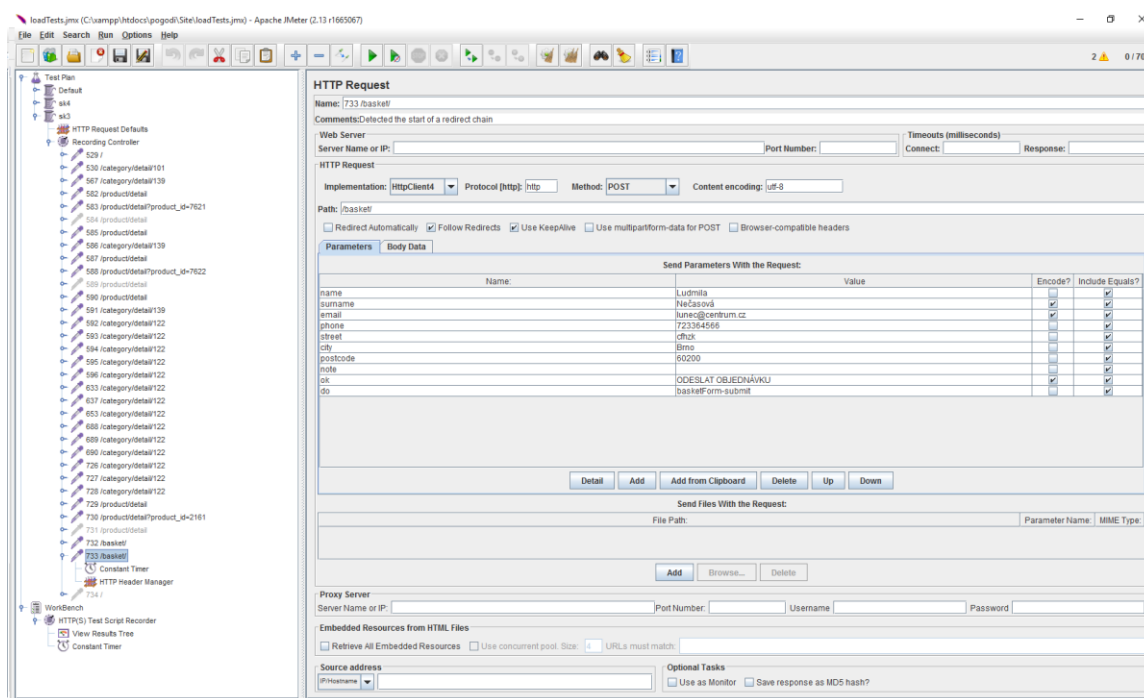 loadTests.jmx (C:\xampp\htdocs\pogodi\Site\loadTests.jmx) - Apache JMeter (2.13 r1665067)
File Edit Search Run Options Help
2 0/70
Test Plan
Default
sk4
sk3
HTTP Request Defaults
Recording Controller
529 /
530 /category/detail/101
567 /category/detail/139
582 /product/detail
583 /product/detail?product_id=7621
584 /product/detail
585 /product/detail
586 /category/detail/139
587 /product/detail
588 /product/detail?product_id=7622
589 /product/detail
590 /product/detail
591 /category/detail/139
592 /category/detail/122
593 /category/detail/122
594 /category/detail/122
595 /category/detail/122
596 /category/detail/122
633 /category/detail/122
637 /category/detail/122
653 /category/detail/122
688 /category/detail/122
689 /category/detail/122
690 /category/detail/122
726 /category/detail/122
727 /category/detail/122
728 /category/detail/122
729 /product/detail
730 /product/detail?product_id=2161
731 /product/detail
732 /basket/
733 /basket/
Constant Timer
HTTP Header Manager
734 /
WorkBench
HTTP(S) Test Script Recorder
View Results Tree
Constant Timer
HTTP Request
Name: 733 /basket/
Comments: Detected the start of a redirect chain
Web Server
Server Name or IP: Port Number:
Timeouts (milliseconds)
Connect: Response:
HTTP Request
Implementation: HttpClient4 Protocol [http]: http Method: POST Content encoding: utf-8
Path: /basket/
Redirect Automatically Follow Redirects Use KeepAlive Use multipart/form-data for POST Browser-compatible headers
Parameters Body Data
Send Parameters With the Request:
Name: Value Encode? Include Equals?
name Ludmila
surname Nečasová
email lunec@centrum.cz
phone 723364566
street cfhzk
city Brno
postcode 60200
note
ok ODESLAT OBJEDNÁVKU
do basketForm-submit
Detail Add Add from Clipboard Delete Up Down
Send Files With the Request:
File Path: Parameter Name: MIME Type:
Add Browse... Delete
Proxy Server
Server Name or IP: Port Number: Username Password
Embedded Resources from HTML Files
Retrieve All Embedded Resources Use concurrent pool. Size: 4 URLs must match:
Source address
IP/Hostname
Optional Tasks
Use as Monitor Save response as MD5 hash?